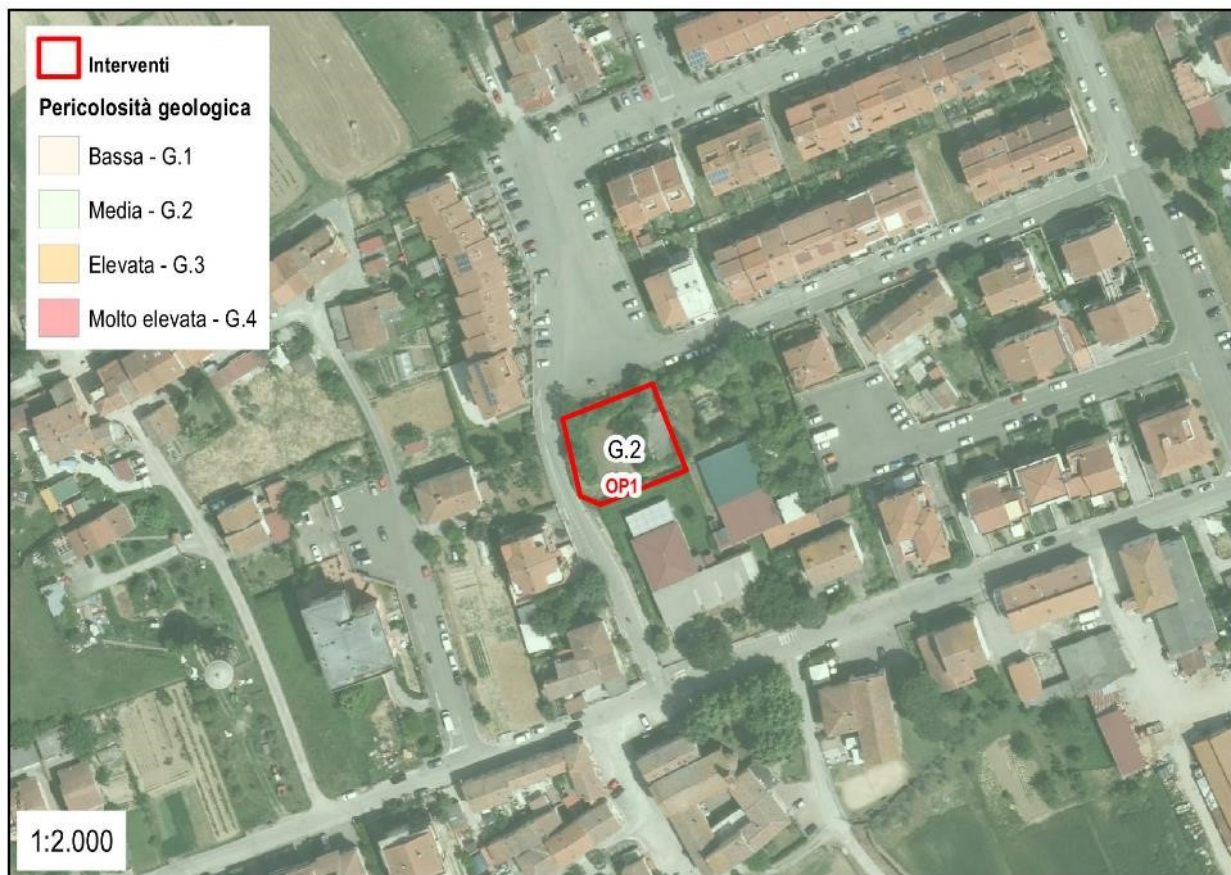 Interventi
Pericolosità geologica
Bassa - G.1
Media - G.2
Elevata - G.3
Molto elevata - G.4
G.2
OP1
1:2.000